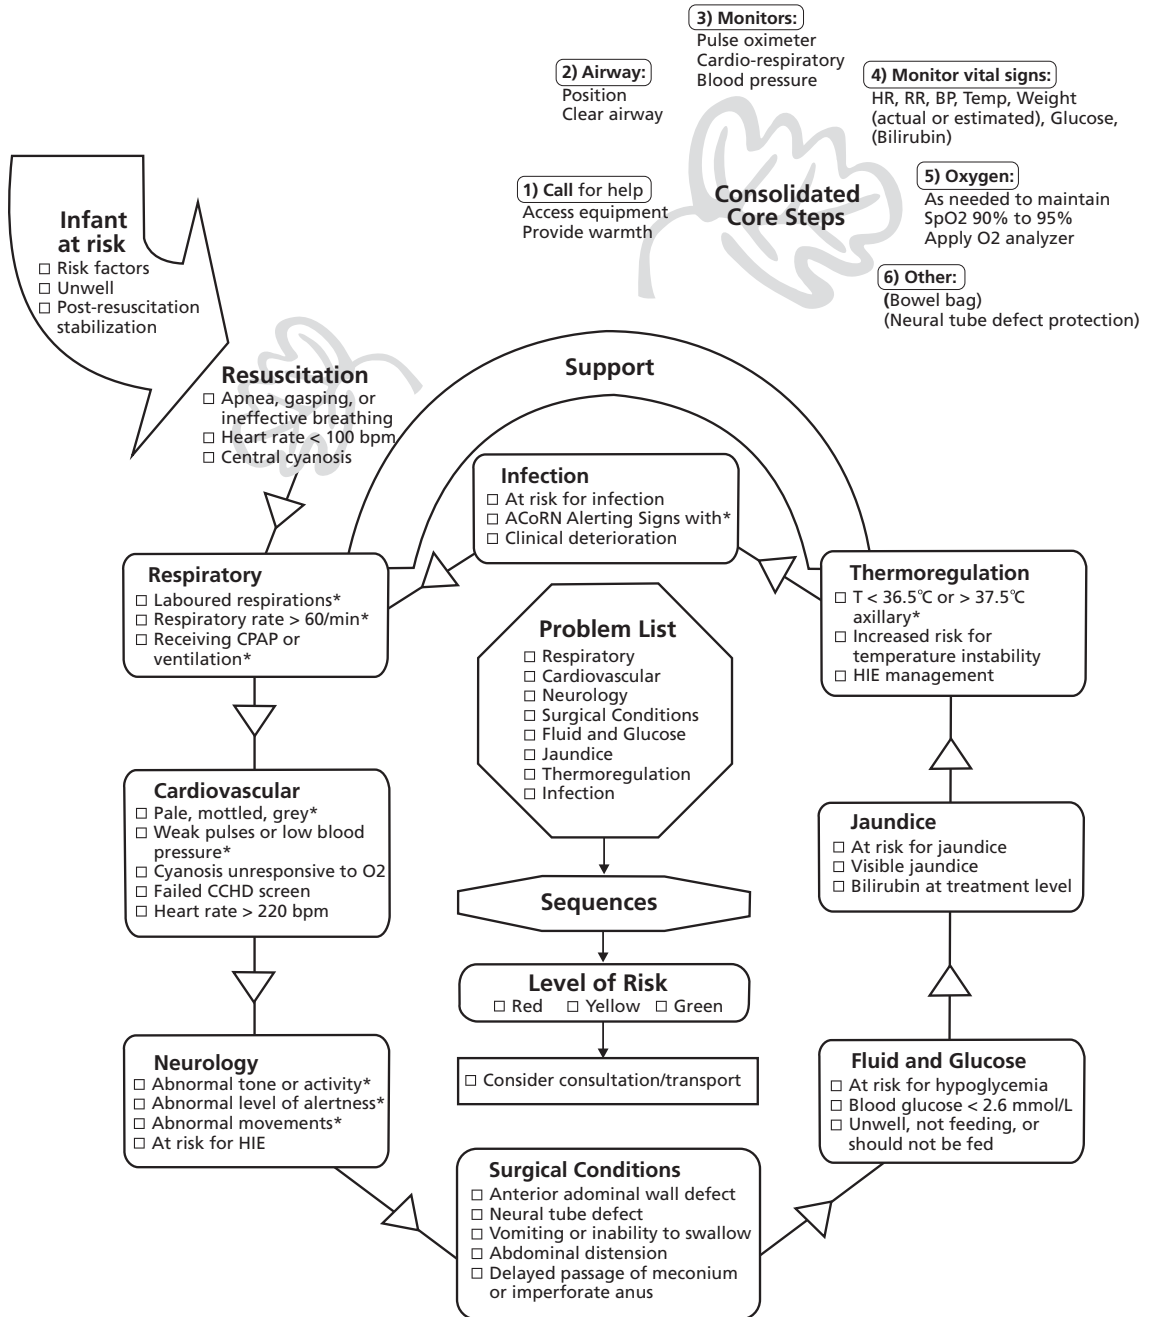 3) Monitors:
Pulse oximeter
Cardio-respiratory
Blood pressure
2) Airway:
Position
Clear airway
4) Monitor vital signs:
HR, RR, BP, Temp, Weight
(actual or estimated), Glucose,
(Bilirubin)
1) Call for help
Access equipment
Provide warmth
Consolidated
Core Steps
5) Oxygen:
As needed to maintain
SpO2 90% to 95%
Apply O2 analyzer
6) Other:
(Bowel bag)
(Neural tube defect protection)
Infant
at risk
☐ Risk factors
☐ Unwell
☐ Post-resuscitation
stabilization
Resuscitation
☐ Apnea, gasping, or
ineffective breathing
☐ Heart rate < 100 bpm
☐ Central cyanosis
Support
Infection
☐ At risk for infection
☐ ACoRN Alerting Signs with*
☐ Clinical deterioration
Respiratory
☐ Laboured respirations*
☐ Respiratory rate > 60/min*
☐ Receiving CPAP or
ventilation*
Thermoregulation
☐ T < 36.5℃ or > 37.5℃
axillary*
☐ Increased risk for
temperature instability
☐ HIE management
Problem List
☐ Respiratory
☐ Cardiovascular
☐ Neurology
☐ Surgical Conditions
☐ Fluid and Glucose
☐ Jaundice
☐ Thermoregulation
☐ Infection
Cardiovascular
☐ Pale, mottled, grey*
☐ Weak pulses or low blood
pressure*
☐ Cyanosis unresponsive to O2
☐ Failed CCHD screen
☐ Heart rate > 220 bpm
Jaundice
☐ At risk for jaundice
☐ Visible jaundice
☐ Bilirubin at treatment level
Sequences
Level of Risk
☐ Red ☐ Yellow ☐ Green
☐ Consider consultation/transport
Neurology
☐ Abnormal tone or activity*
☐ Abnormal level of alertness*
☐ Abnormal movements*
☐ At risk for HIE
Fluid and Glucose
☐ At risk for hypoglycemia
☐ Blood glucose < 2.6 mmol/L
☐ Unwell, not feeding, or
should not be fed
Surgical Conditions
☐ Anterior adominal wall defect
☐ Neural tube defect
☐ Vomiting or inability to swallow
☐ Abdominal distension
☐ Delayed passage of meconium
or imperforate anus